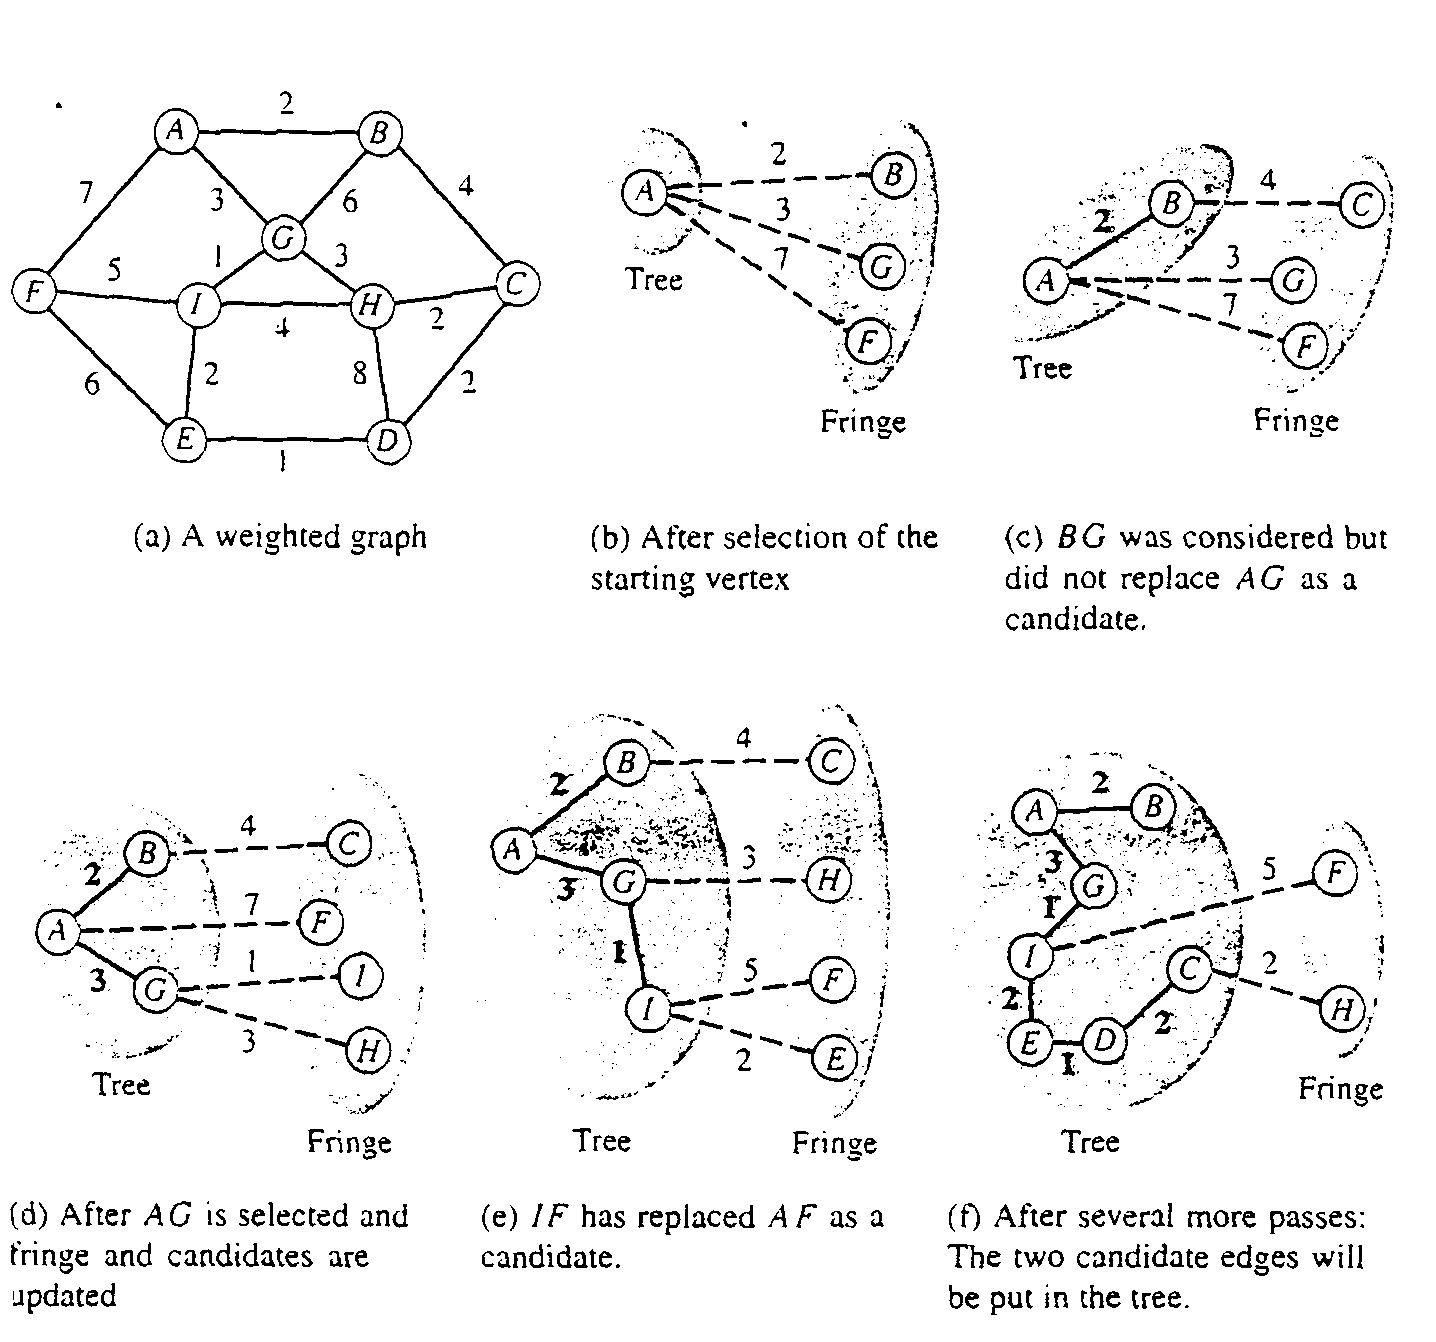 2
A
B
7
3
6
4
G
1
3
F
5
I
H
C
4
2
6
2
8
2
E
D
1
(a) A weighted graph
2
A
B
3
G
7
Tree
F
Fringe
(b) After selection of the
starting vertex
B
4
C
2
A
3
G
7
F
Tree
Fringe
(c) BG was considered but
did not replace AG as a
candidate.
B
4
C
2
A
7
F
3
G
1
I
3
H
Tree
Fringe
(d) After AG is selected and
fringe and candidates are
updated
B
4
C
2
A
3
G
3
H
1
I
5
F
2
E
Tree
Fringe
(e) IF has replaced AF as a
candidate.
A
2
B
3
G
1
5
F
I
C
2
H
2
E
D
2
1
Tree
Fringe
(f) After several more passes:
The two candidate edges will
be put in the tree.